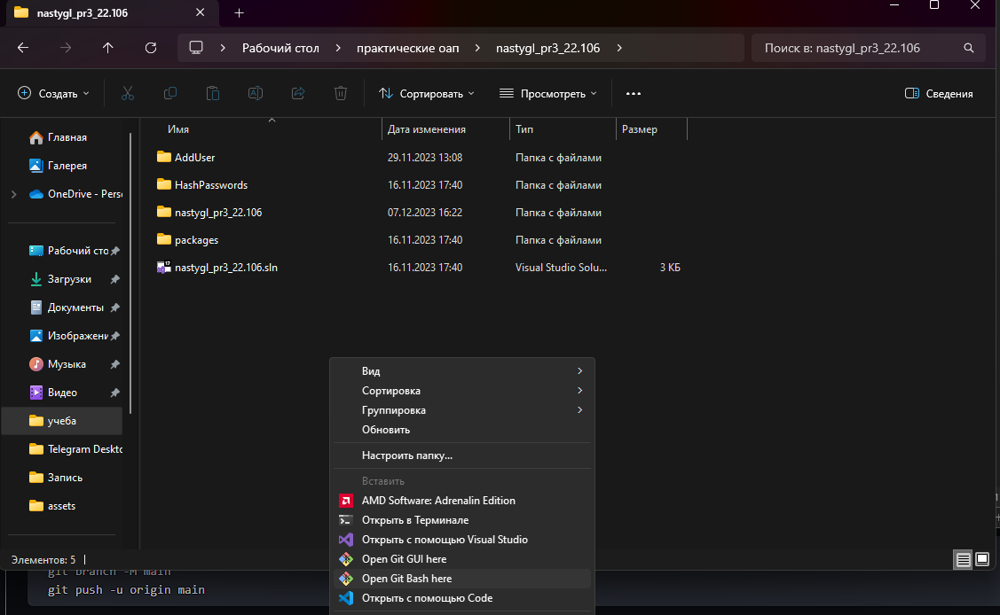 nastygl_pr3_22.106
Рабочий стол
практические оап
nastygl_pr3_22.106
Поиск в: nastygl_pr3_22.106
Создать
Сортировать
Просмотреть
Сведения
Имя
Дата изменения
Тип
Размер
AddUser
29.11.2023 13:08
Папка с файлами
HashPasswords
16.11.2023 17:40
Папка с файлами
nastygl_pr3_22.106
07.12.2023 16:22
Папка с файлами
packages
16.11.2023 17:40
Папка с файлами
nastygl_pr3_22.106.sln
16.11.2023 17:40
Visual Studio Solu...
3 КБ
Главная
Галерея
OneDrive - Perso
Рабочий сто
Загрузки
Документы
Изображени
Музыка
Видео
учеба
Telegram Deskto
Запись
assets
Вид
Сортировка
Группировка
Обновить
Настроить папку...
Вставить
AMD Software: Adrenalin Edition
Открыть в Терминале
Открыть с помощью Visual Studio
Open Git GUI here
Open Git Bash here
Открыть с помощью Code
Элементов: 5
git branch -M main
git push -u origin main